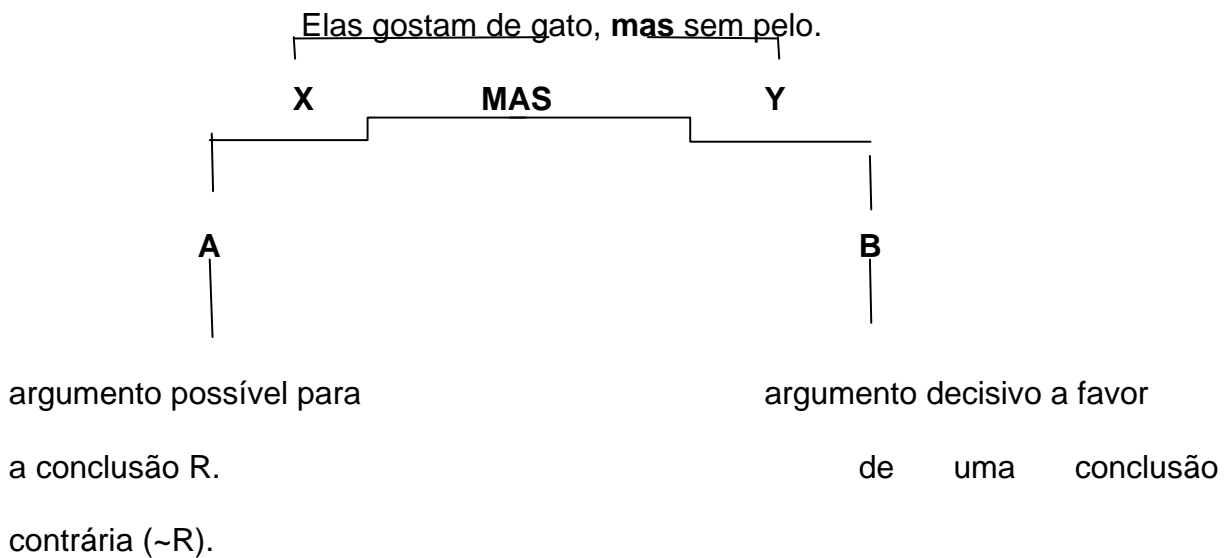 Elas gostam de gato, mas sem pelo.
X MAS Y
A B
argumento possível para argumento decisivo a favor
a conclusão R. de uma conclusão
contrária (~R).